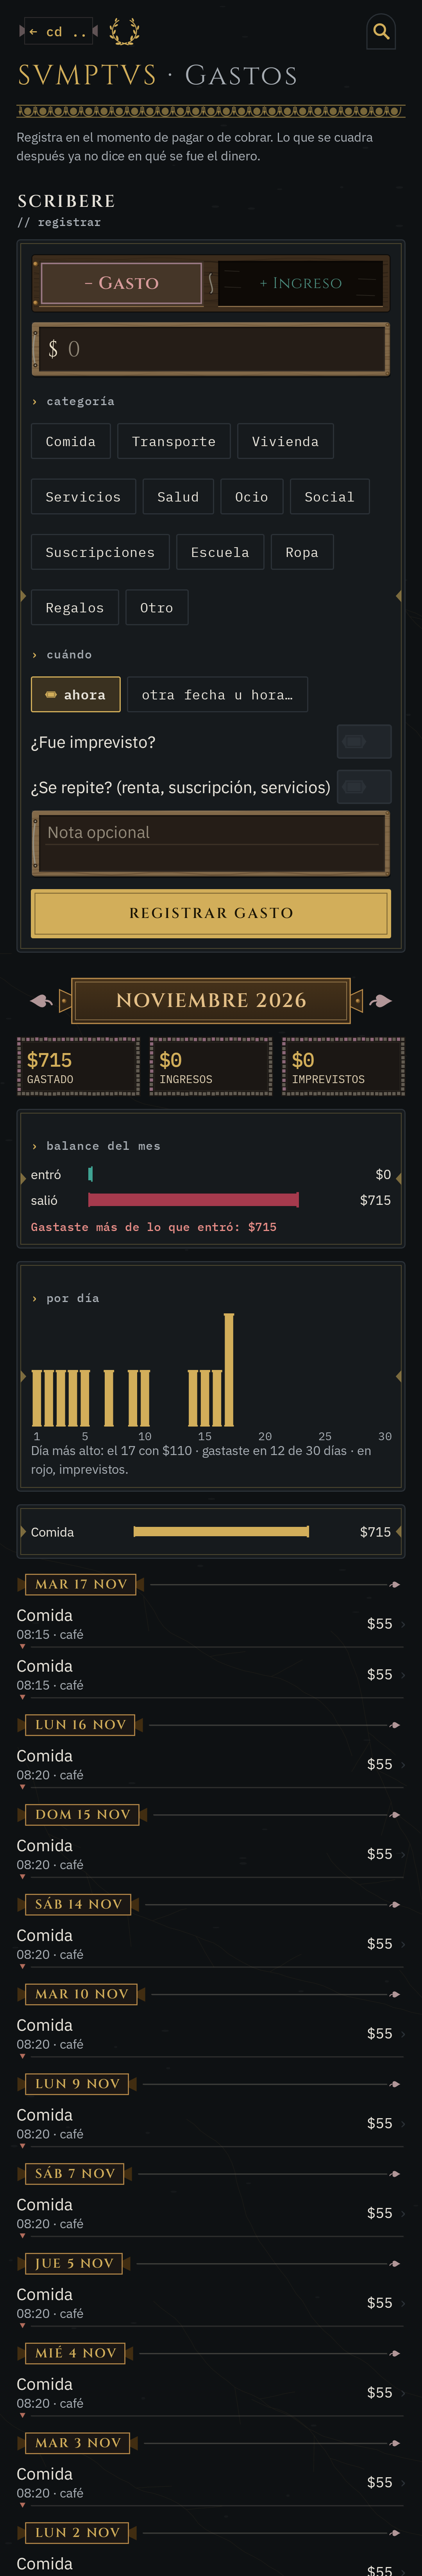 ← cd ..
SVMPTVS · Gastos
Registra en el momento de pagar o de cobrar. Lo que se cuadra
después ya no dice en qué se fue el dinero.
SCRIBERE
// registrar
− Gasto
+ Ingreso
$ 0
› categoría
Comida Transporte Vivienda
Servicios Salud Ocio Social
Suscripciones Escuela Ropa
Regalos Otro
› cuándo
ahora otra fecha u hora…
¿Fue imprevisto?
¿Se repite? (renta, suscripción, servicios)
Nota opcional
REGISTRAR GASTO
NOVIEMBRE 2026
$715 $0 $0
GASTADO INGRESOS IMPREVISTOS
› balance del mes
entró $0
salió $715
Gastaste más de lo que entró: $715
› por día
1 5 10 15 20 25 30
Día más alto: el 17 con $110 · gastaste en 12 de 30 días · en
rojo, imprevistos.
Comida $715
MAR 17 NOV
Comida
08:15 · café $55 ›
Comida
08:15 · café $55 ›
LUN 16 NOV
Comida
08:20 · café $55 ›
DOM 15 NOV
Comida
08:20 · café $55 ›
SÁB 14 NOV
Comida
08:20 · café $55 ›
MAR 10 NOV
Comida
08:20 · café $55 ›
LUN 9 NOV
Comida
08:20 · café $55 ›
SÁB 7 NOV
Comida
08:20 · café $55 ›
JUE 5 NOV
Comida
08:20 · café $55 ›
MIÉ 4 NOV
Comida
08:20 · café $55 ›
MAR 3 NOV
Comida
08:20 · café $55 ›
LUN 2 NOV
Comida
$55 ›